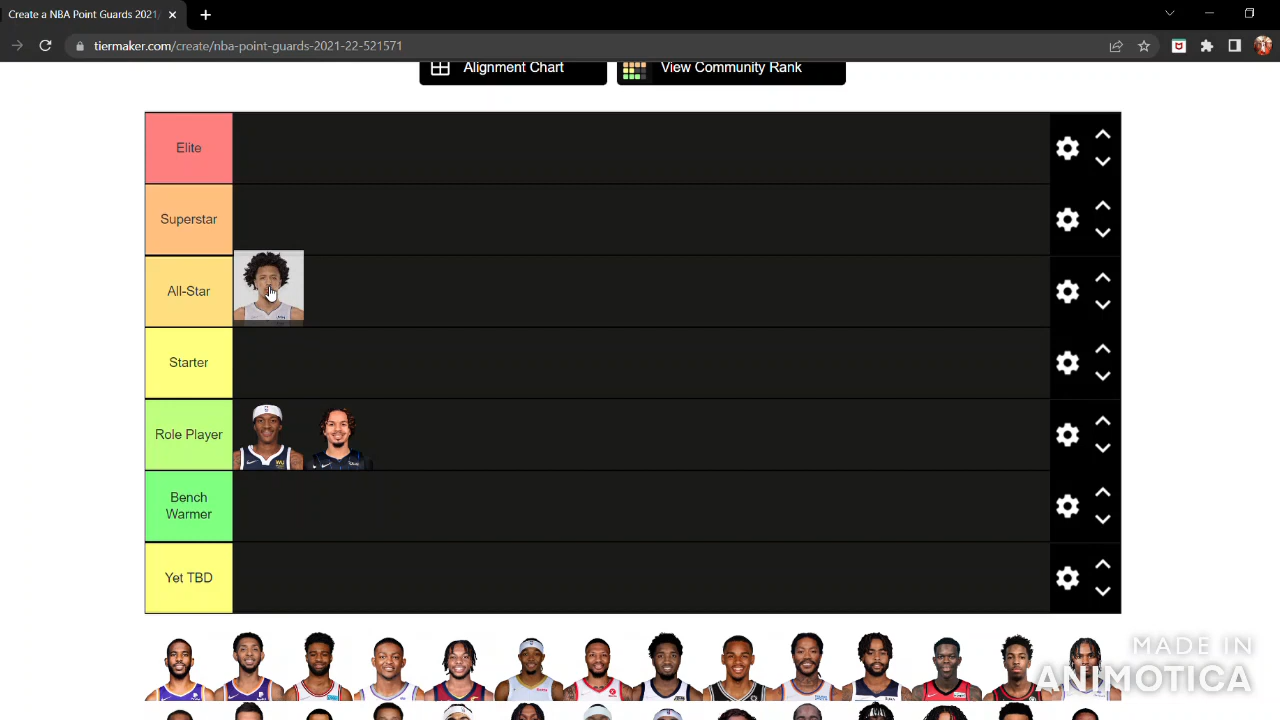 Create a NBA Point Guards 2021/
tiermaker.com/create/nba-point-guards-2021-22-521571
Alignment Chart
View Community Rank
Elite
Superstar
All-Star
Starter
Role Player
Bench
Warmer
Yet TBD
MADE IN
ANIMOTICA